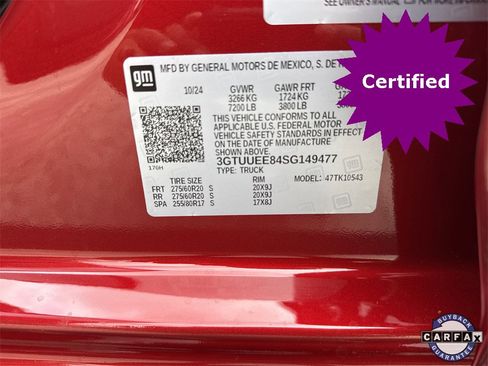 SEE OWNER'S MANUAL
gm
MFD BY GENERAL MOTORS DE MEXICO, S. DE
10/24 GVWR GAWR FRT
3266 KG 1724 KG
7200 LB 3800 LB
THIS VEHICLE CONFORMS TO ALL
APPLICABLE U.S. FEDERAL MOTOR
VEHICLE SAFETY STANDARDS IN EFFECT
ON THE DATE OF MANUFACTURE
SHOWN ABOVE.
3GTUUEE84SG149477
TYPE: TRUCK
170H
MODEL: 47TK10543
TIRE SIZE RIM
FRT 275/60R20 S 20X9J
RR 275/60R20 S 20X9J
SPA 255/80R17 S 17X8J
Certified
BUYBACK
CARFAX
GUARANTEE